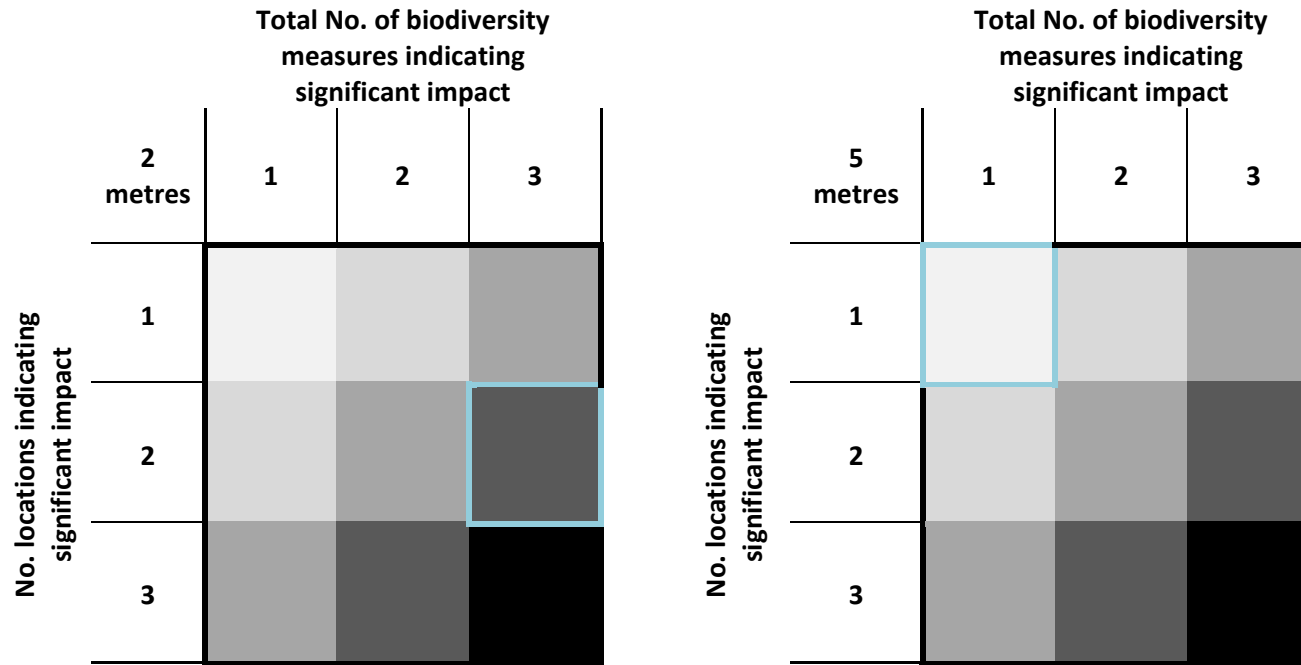 Total No. of biodiversity
measures indicating
significant impact
2
metres
1
2
3
No. locations indicating
significant impact
1
2
3
Total No. of biodiversity
measures indicating
significant impact
5
metres
1
2
3
No. locations indicating
significant impact
1
2
3